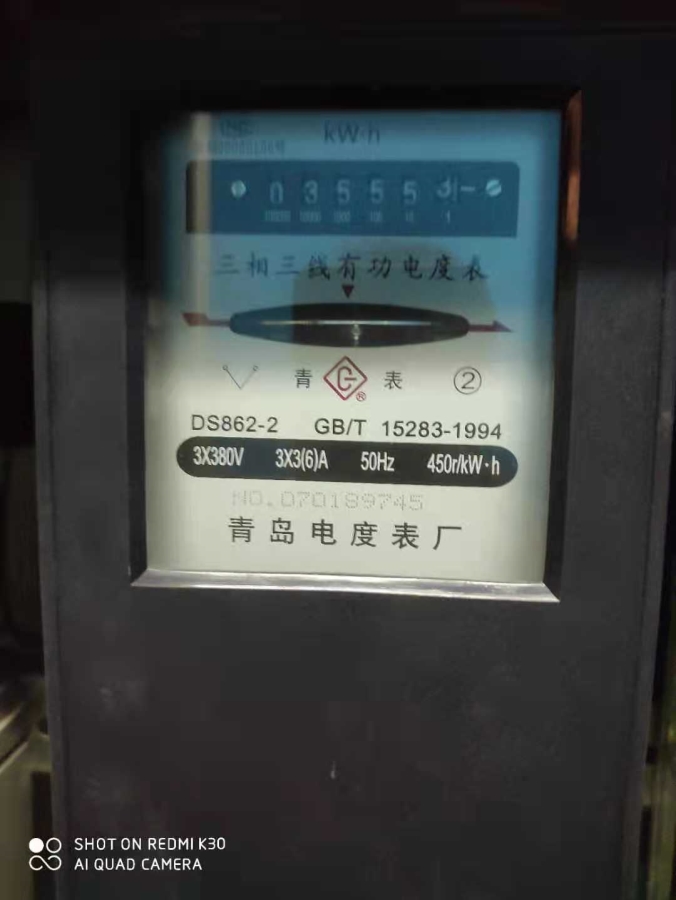 kW·h
0 3 5 5 5
三相三线有功电度表
青 G ® 表 ②
DS862-2 GB/T 15283-1994
3X380V 3X3(6)A 50Hz 450r/kW·h
NO.070189745
青岛电度表厂
SHOT ON REDMI K30
AI QUAD CAMERA